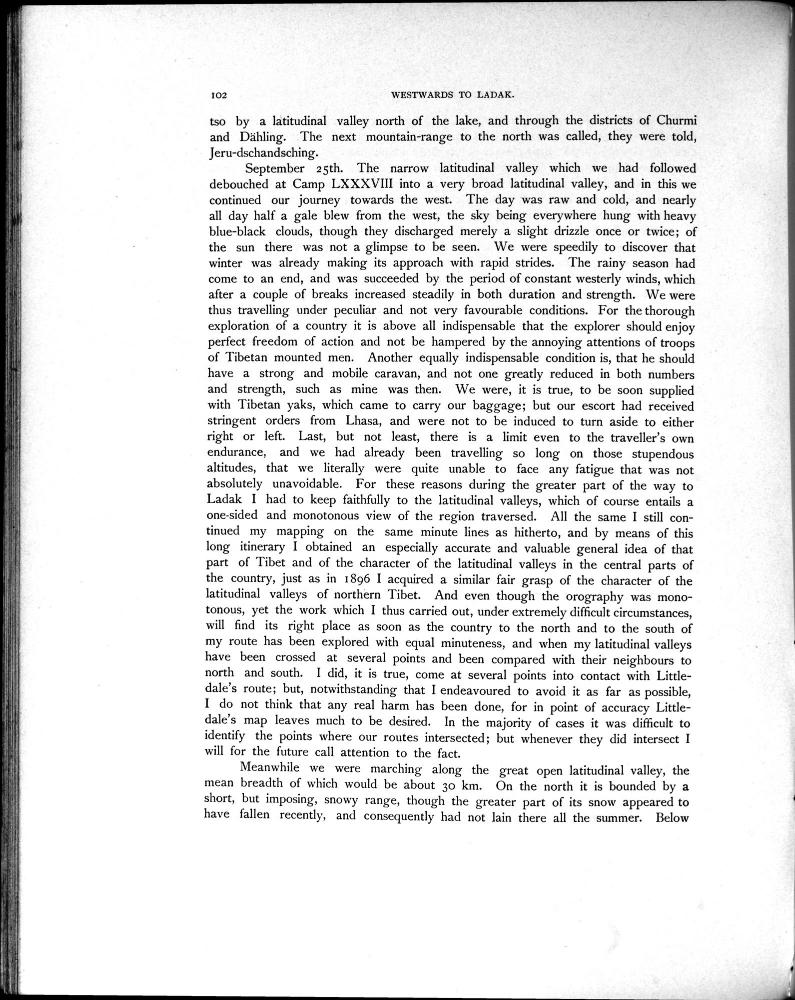 102
WESTWARDS TO LADAK.
tso by a latitudinal valley north of the lake, and through the districts of Churmi
and Dähling. The next mountain-range to the north was called, they were told,
Jeru-dschandsching.
September 25th. The narrow latitudinal valley which we had followed
debouched at Camp LXXXVIII into a very broad latitudinal valley, and in this we
continued our journey towards the west. The day was raw and cold, and nearly
all day half a gale blew from the west, the sky being everywhere hung with heavy
blue-black clouds, though they discharged merely a slight drizzle once or twice; of
the sun there was not a glimpse to be seen. We were speedily to discover that
winter was already making its approach with rapid strides. The rainy season had
come to an end, and was succeeded by the period of constant westerly winds, which
after a couple of breaks increased steadily in both duration and strength. We were
thus travelling under peculiar and not very favourable conditions. For the thorough
exploration of a country it is above all indispensable that the explorer should enjoy
perfect freedom of action and not be hampered by the annoying attentions of troops
of Tibetan mounted men. Another equally indispensable condition is, that he should
have a strong and mobile caravan, and not one greatly reduced in both numbers
and strength, such as mine was then. We were, it is true, to be soon supplied
with Tibetan yaks, which came to carry our baggage; but our escort had received
stringent orders from Lhasa, and were not to be induced to turn aside to either
right or left. Last, but not least, there is a limit even to the traveller's own
endurance, and we had already been travelling so long on those stupendous
altitudes, that we literally were quite unable to face any fatigue that was not
absolutely unavoidable. For these reasons during the greater part of the way to
Ladak I had to keep faithfully to the latitudinal valleys, which of course entails a
one-sided and monotonous view of the region traversed. All the same I still con-
tinued my mapping on the same minute lines as hitherto, and by means of this
long itinerary I obtained an especially accurate and valuable general idea of that
part of Tibet and of the character of the latitudinal valleys in the central parts of
the country, just as in 1896 I acquired a similar fair grasp of the character of the
latitudinal valleys of northern Tibet. And even though the orography was mono-
tonous, yet the work which I thus carried out, under extremely difficult circumstances,
will find its right place as soon as the country to the north and to the south of
my route has been explored with equal minuteness, and when my latitudinal valleys
have been crossed at several points and been compared with their neighbours to
north and south. I did, it is true, come at several points into contact with Little-
dale's route; but, notwithstanding that I endeavoured to avoid it as far as possible,
I do not think that any real harm has been done, for in point of accuracy Little-
dale's map leaves much to be desired. In the majority of cases it was difficult to
identify the points where our routes intersected; but whenever they did intersect I
will for the future call attention to the fact.
Meanwhile we were marching along the great open latitudinal valley, the
mean breadth of which would be about 30 km. On the north it is bounded by a
short, but imposing, snowy range, though the greater part of its snow appeared to
have fallen recently, and consequently had not lain there all the summer. Below